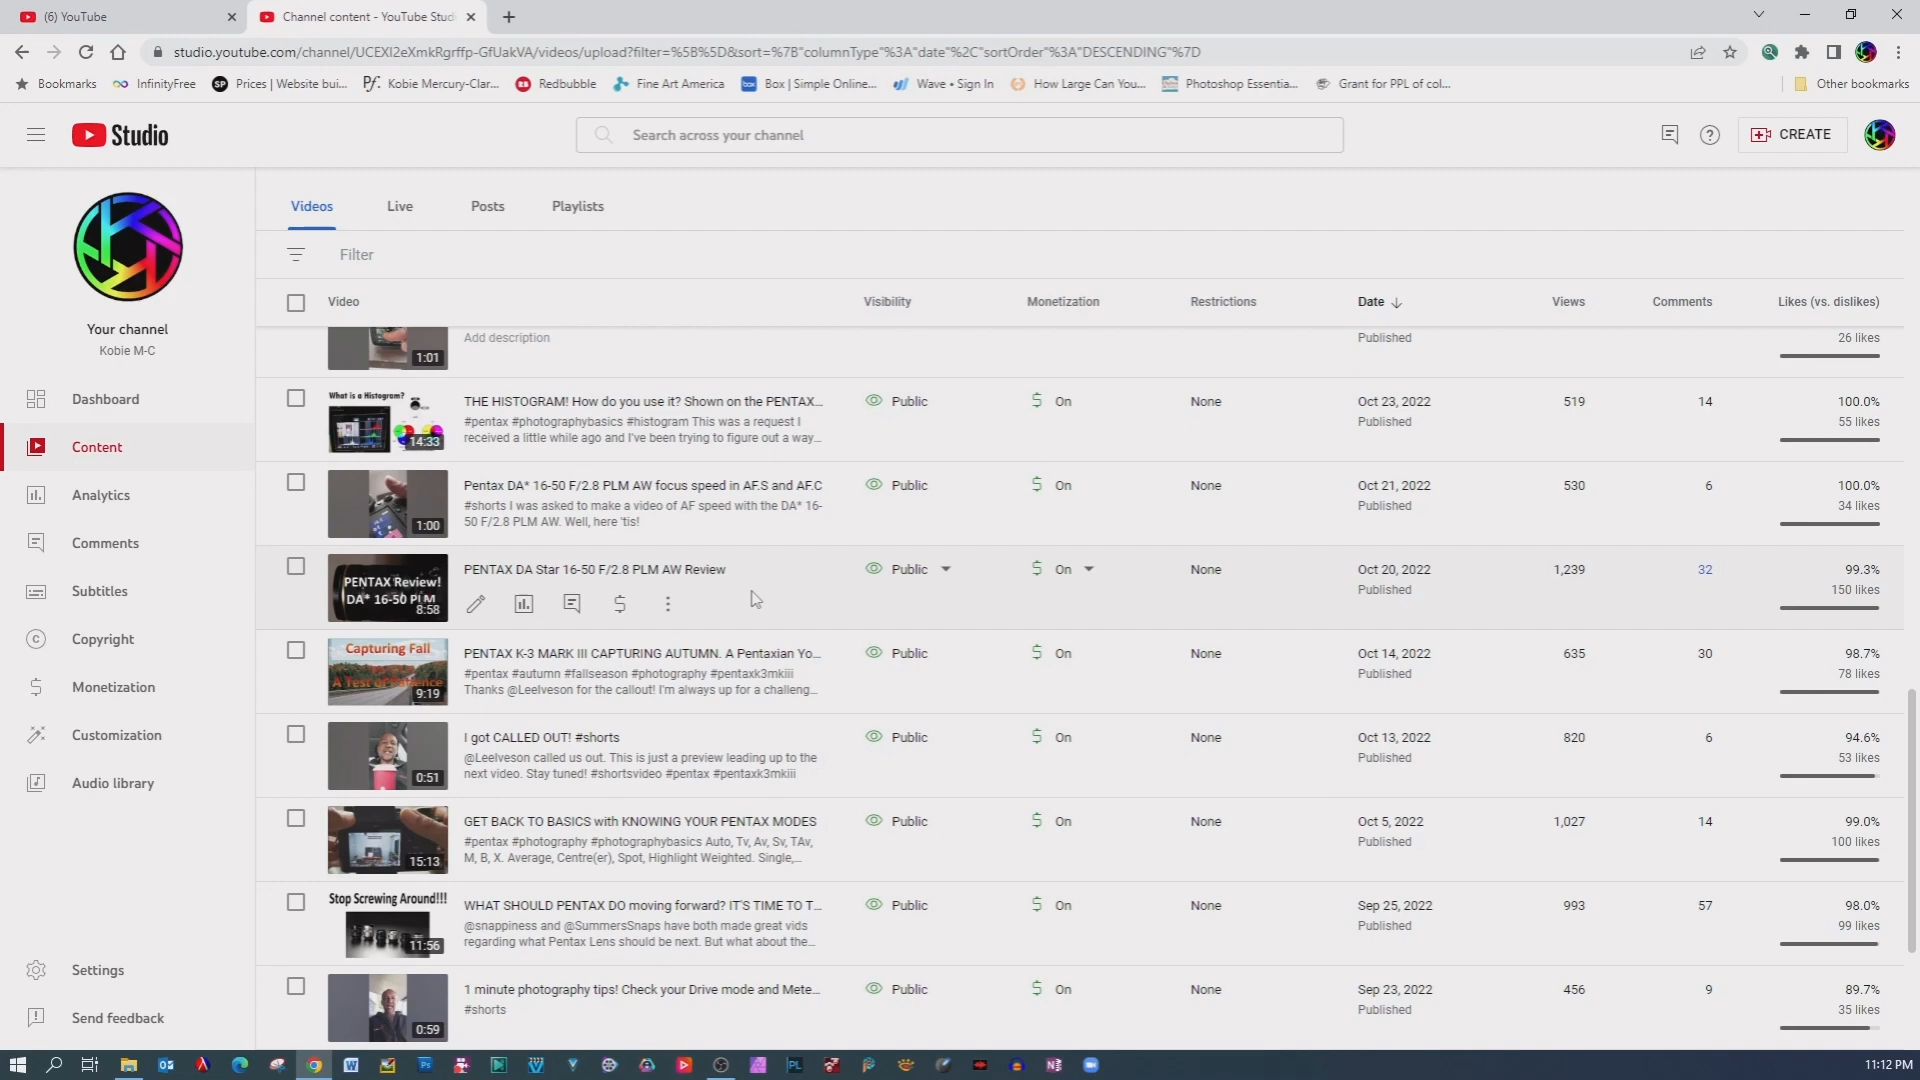 (6) YouTube
Channel content - YouTube Studi
studio.youtube.com/channel/UCEXI2eXmkRgrffp-GfUakVA/videos/upload?filter=%5B%5D&sort=%7B"columnType"%3A"date"%2C"sortOrder"%3A"DESCENDING"%7D
Bookmarks InfinityFree Prices | Website bui... Kobie Mercury-Clar... Redbubble Fine Art America Box | Simple Online... Wave • Sign In How Large Can You... Photoshop Essentia... Grant for PPL of col... Other bookmarks
Studio
Search across your channel
CREATE
Your channel
Kobie M-C
Dashboard
Content
Analytics
Comments
Subtitles
Copyright
Monetization
Customization
Audio library
Settings
Send feedback
Videos Live Posts Playlists
Filter
Video Visibility Monetization Restrictions Date Views Comments Likes (vs. dislikes)
1:01
Add description
Published
26 likes
What is a Histogram?
14:33
THE HISTOGRAM! How do you use it? Shown on the PENTAX...
#pentax #photographybasics #histogram This was a request I
received a little while ago and I've been trying to figure out a way...
Public On None Oct 23, 2022 519 14 100.0%
Published 55 likes
1:00
Pentax DA* 16-50 F/2.8 PLM AW focus speed in AF.S and AF.C
#shorts I was asked to make a video of AF speed with the DA* 16-
50 F/2.8 PLM AW. Well, here 'tis!
Public On None Oct 21, 2022 530 6 100.0%
Published 34 likes
PENTAX Review!
DA* 16-50 PLM
8:58
PENTAX DA Star 16-50 F/2.8 PLM AW Review
Public On None Oct 20, 2022 1,239 32 99.3%
Published 150 likes
Capturing Fall
A Test of Patience
9:19
PENTAX K-3 MARK III CAPTURING AUTUMN. A Pentaxian Yo...
#pentax #autumn #fallseason #photography #pentaxk3mkiii
Thanks @LeeIveson for the callout! I'm always up for a challeng...
Public On None Oct 14, 2022 635 30 98.7%
Published 78 likes
0:51
I got CALLED OUT! #shorts
@LeeIveson called us out. This is just a preview leading up to the
next video. Stay tuned! #shortsvideo #pentax #pentaxk3mkiii
Public On None Oct 13, 2022 820 6 94.6%
Published 53 likes
15:13
GET BACK TO BASICS with KNOWING YOUR PENTAX MODES
#pentax #photography #photographybasics Auto, Tv, Av, Sv, TAv,
M, B, X. Average, Centre(er), Spot, Highlight Weighted. Single,...
Public On None Oct 5, 2022 1,027 14 99.0%
Published 100 likes
Stop Screwing Around!!!
11:56
WHAT SHOULD PENTAX DO moving forward? IT'S TIME TO T...
@snappiness and @SummersSnaps have both made great vids
regarding what Pentax Lens should be next. But what about the...
Public On None Sep 25, 2022 993 57 98.0%
Published 99 likes
0:59
1 minute photography tips! Check your Drive mode and Mete...
#shorts
Public On None Sep 23, 2022 456 9 89.7%
Published 35 likes
11:12 PM